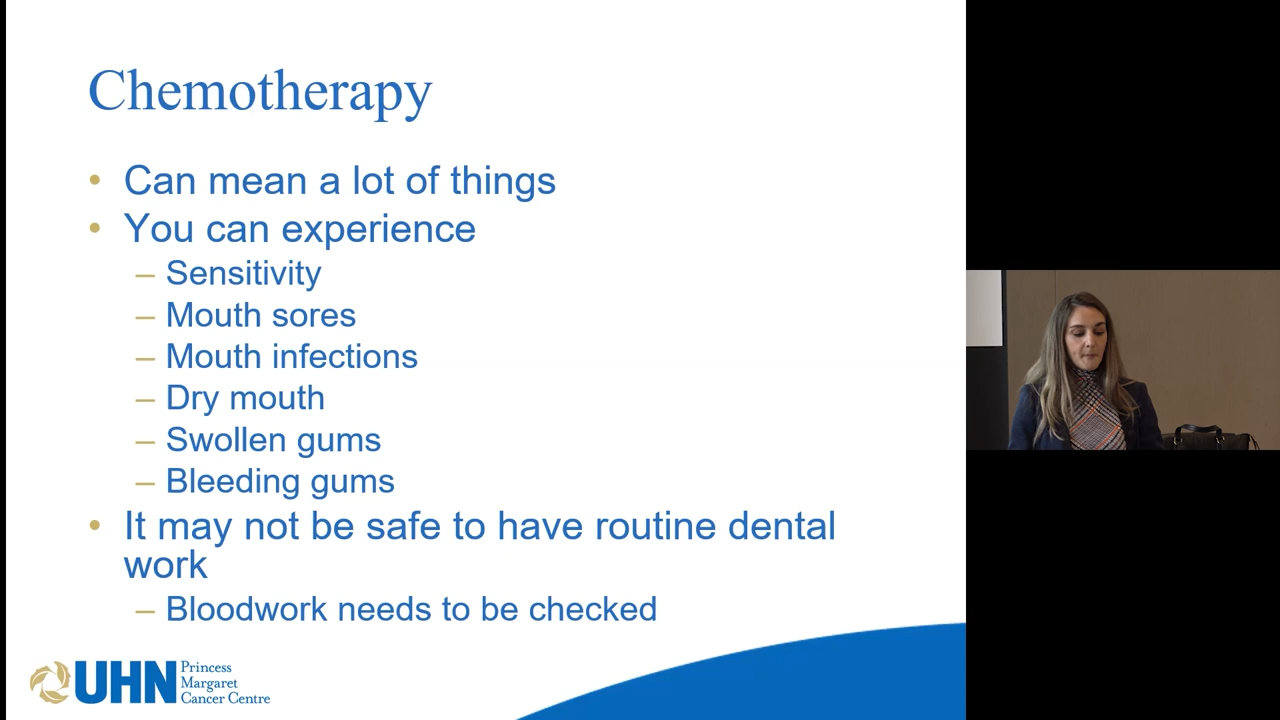 Chemotherapy
• Can mean a lot of things
• You can experience
– Sensitivity
– Mouth sores
– Mouth infections
– Dry mouth
– Swollen gums
– Bleeding gums
• It may not be safe to have routine dental
work
– Bloodwork needs to be checked
UHN
Princess
Margaret
Cancer Centre